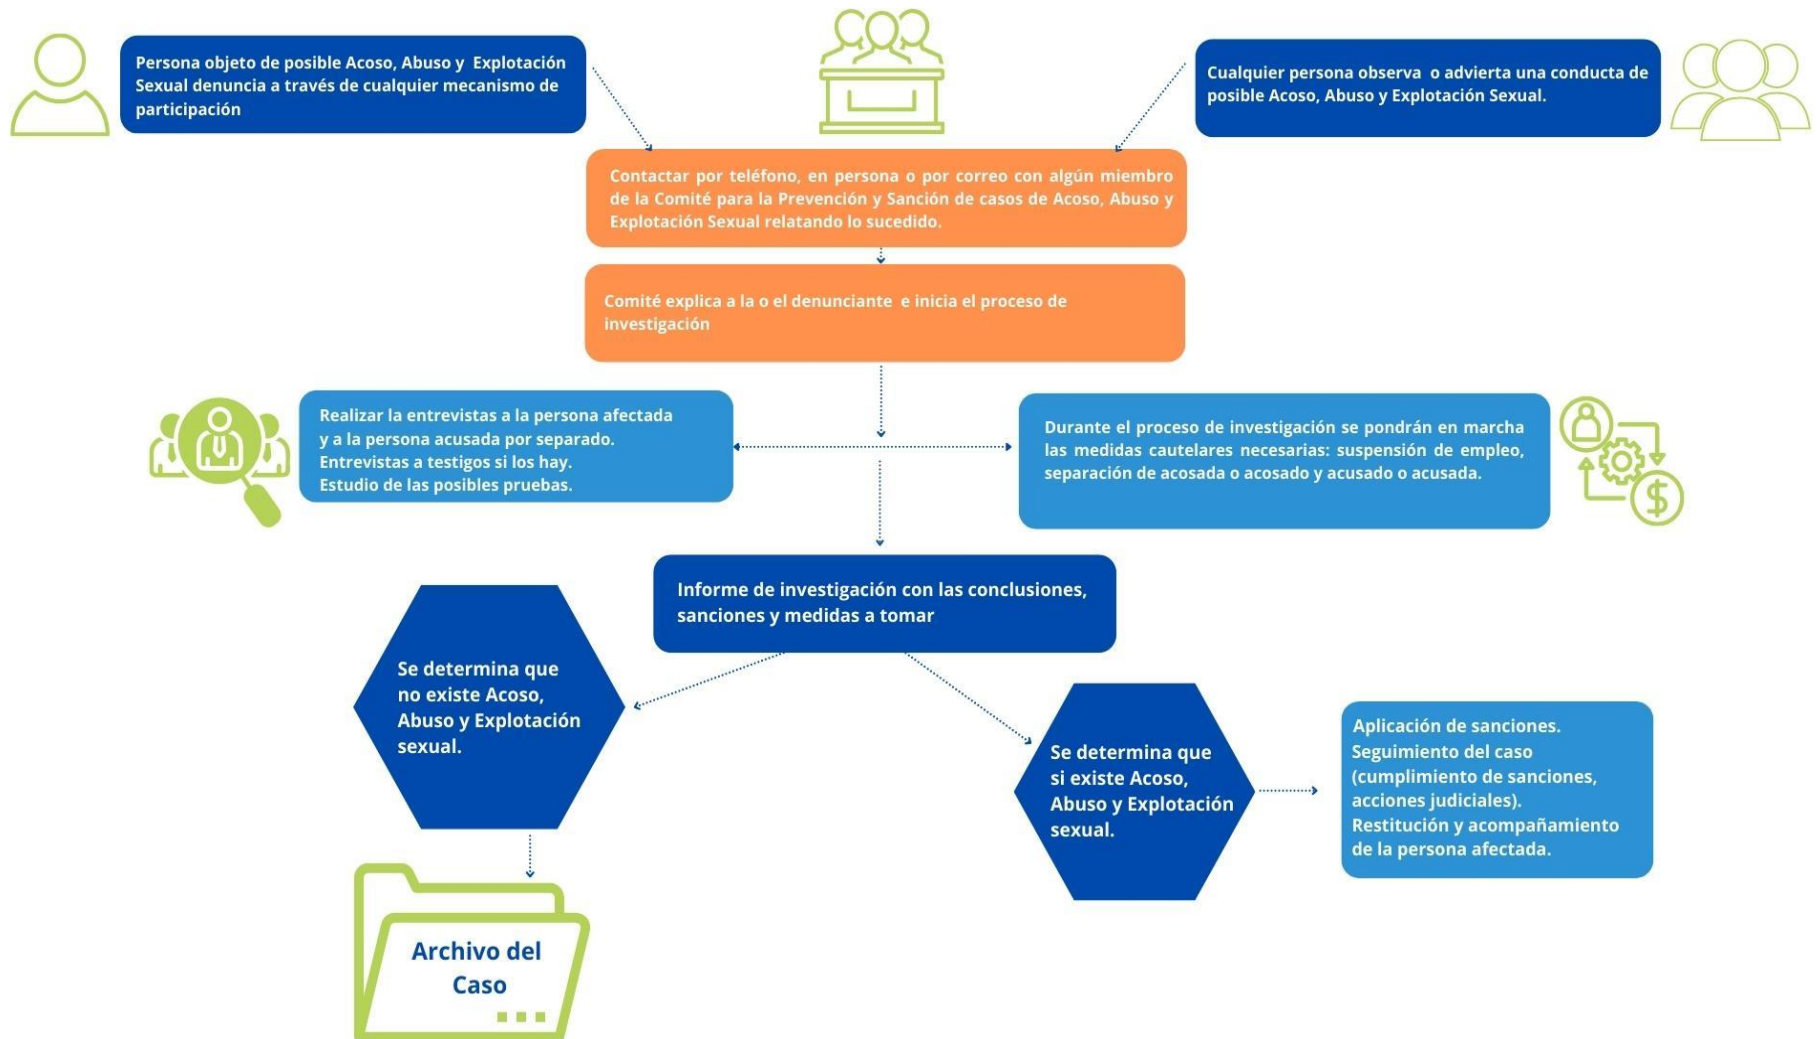 Persona objeto de posible Acoso, Abuso y Explotación
Sexual denuncia a través de cualquier mecanismo de
participación
Cualquier persona observa o advierta una conducta de
posible Acoso, Abuso y Explotación Sexual.
Contactar por teléfono, en persona o por correo con algún miembro
de la Comité para la Prevención y Sanción de casos de Acoso, Abuso y
Explotación Sexual relatando lo sucedido.
Comité explica a la o el denunciante e inicia el proceso de
investigación
Realizar la entrevistas a la persona afectada
y a la persona acusada por separado.
Entrevistas a testigos si los hay.
Estudio de las posibles pruebas.
Durante el proceso de investigación se pondrán en marcha
las medidas cautelares necesarias: suspensión de empleo,
separación de acosada o acosado y acusado o acusada.
$
Informe de investigación con las conclusiones,
sanciones y medidas a tomar
Se determina que
no existe Acoso,
Abuso y Explotación
sexual.
Se determina que
si existe Acoso,
Abuso y Explotación
sexual.
Aplicación de sanciones.
Seguimiento del caso
(cumplimiento de sanciones,
acciones judiciales).
Restitución y acompañamiento
de la persona afectada.
Archivo del
Caso